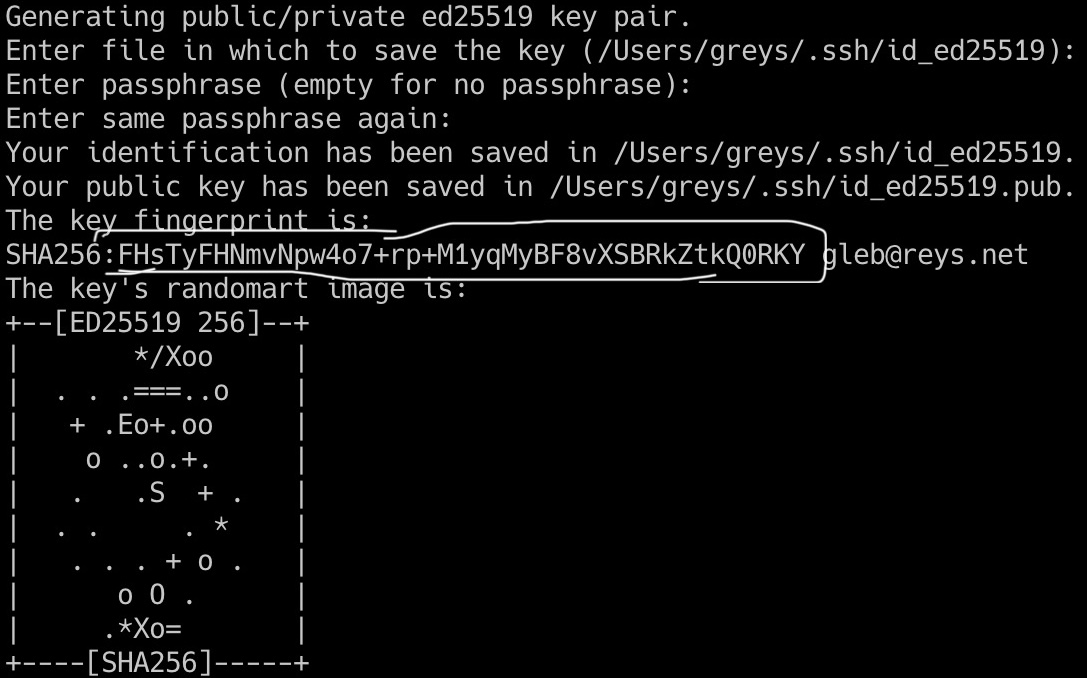 Generating public/private ed25519 key pair.
Enter file in which to save the key (/Users/greys/.ssh/id_ed25519):
Enter passphrase (empty for no passphrase):
Enter same passphrase again:
Your identification has been saved in /Users/greys/.ssh/id_ed25519.
Your public key has been saved in /Users/greys/.ssh/id_ed25519.pub.
The key fingerprint is:
SHA256:FHsTyFHNmvNpw4o7+rp+M1yqMyBF8vXSBRkZtkQ0RKY gleb@reys.net
The key's randomart image is:
+--[ED25519 256]--+
|       */Xoo     |
|  . . .===..o    |
|   + .Eo+.oo     |
|    o ..o.+.     |
|   .   .S  + .   |
|  . .     . *    |
|   . . . + o .   |
|      o O .      |
|     .*Xo=       |
+----[SHA256]-----+